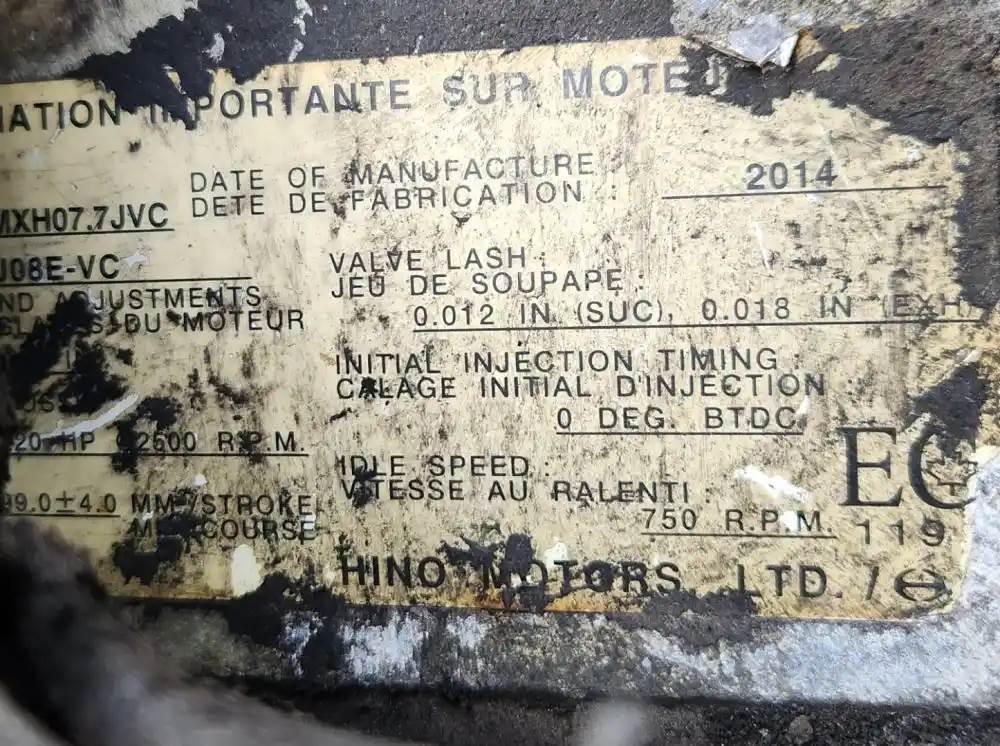 IMPORTANTE SUR MOTEU
DATE OF MANUFACTURE :
DETE DE FABRICATION : 2014
MXH07.7JVC
J08E-VC
VALVE LASH :
JEU DE SOUPAPE :
0.012 IN (SUC), 0.018 IN (EXH
ND ADJUSTMENTS
DU MOTEUR
INITIAL INJECTION TIMING :
CALAGE INITIAL D'INJECTION :
0 DEG. BTDC
HP 2500 R.P.M.
IDLE SPEED :
VITESSE AU RALENTI :
750 R.P.M.
99.0±4.0 MM³/STROKE
COURSE
EC
119
HINO MOTORS, LTD. /